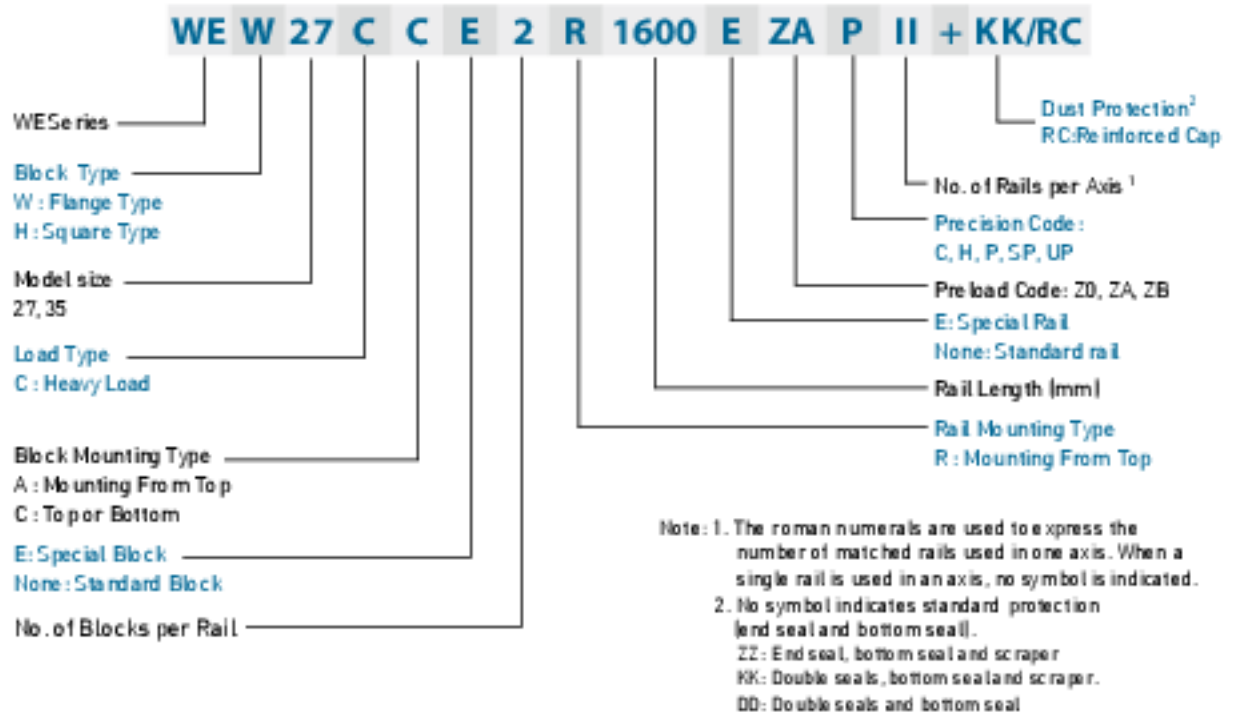 WE W 27 C C E 2 R 1600 E ZA P II + KK/RC
WE Series
Block Type
W : Flange Type
H : Square Type
Model size
27, 35
Load Type
C : Heavy Load
Block Mounting Type
A : Mounting From Top
C : Top or Bottom
E: Special Block
None : Standard Block
No. of Blocks per Rail
Dust Protection²
RC:Reinforced Cap
No. of Rails per Axis ¹
Precision Code :
C, H, P, SP, UP
Preload Code: Z0, ZA, ZB
E: Special Rail
None: Standard rail
Rail Length (mm)
Rail Mounting Type
R : Mounting From Top
Note: 1. The roman numerals are used to express the
number of matched rails used in one axis. When a
single rail is used in an axis, no symbol is indicated.
2. No symbol indicates standard protection
(end seal and bottom seal).
ZZ: End seal, bottom seal and scraper
KK: Double seals, bottom seal and scraper.
DD: Double seals and bottom seal